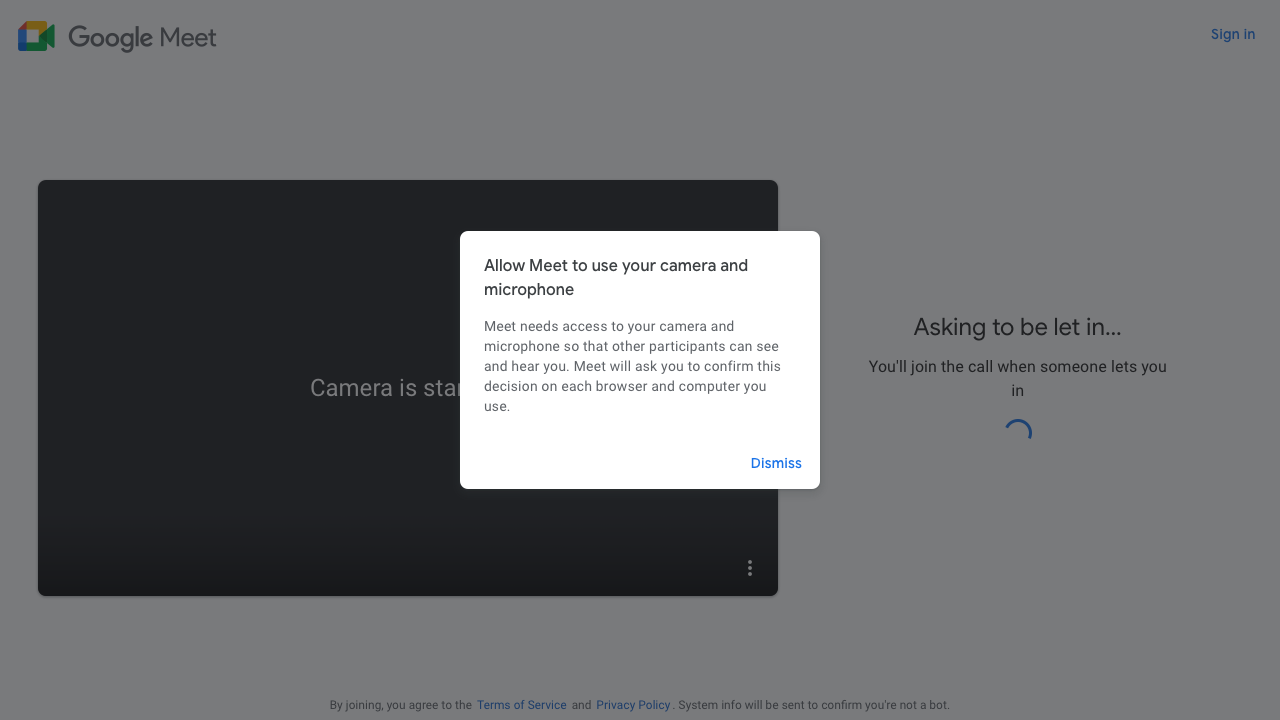 Google Meet
Sign in
Camera is star
Allow Meet to use your camera and
microphone
Meet needs access to your camera and
microphone so that other participants can see
and hear you. Meet will ask you to confirm this
decision on each browser and computer you
use.
Dismiss
Asking to be let in...
You'll join the call when someone lets you
in
By joining, you agree to the Terms of Service and Privacy Policy. System info will be sent to confirm you're not a bot.